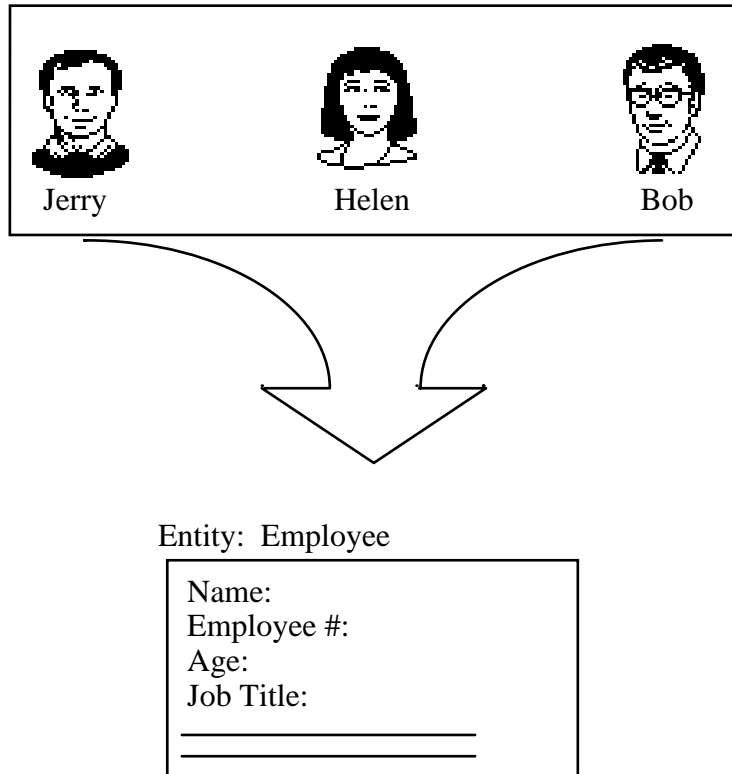 Jerry Helen Bob
Entity: Employee
Name:
Employee #:
Age:
Job Title: